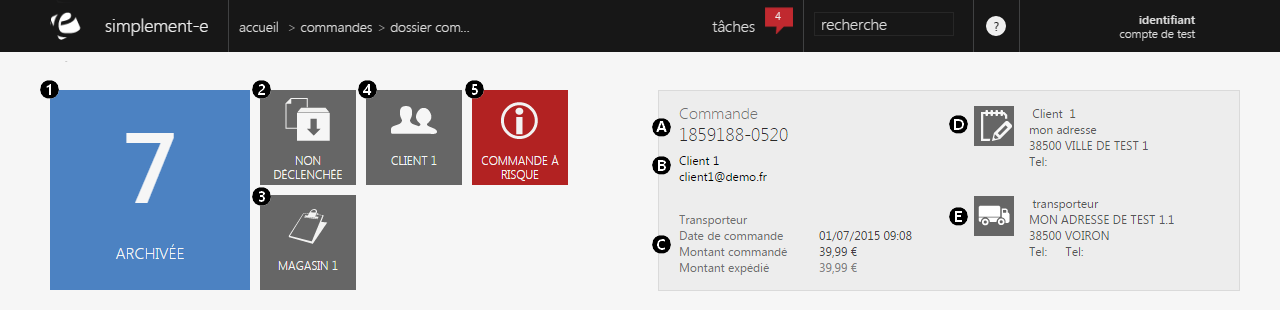 simplement-e
accueil > commandes > dossier com...
tâches
4
recherche
?
identifiant
compte de test
1
7
ARCHIVÉE
2
NON
DÉCLENCHÉE
3
MAGASIN 1
4
CLIENT 1
5
COMMANDE À
RISQUE
A
Commande
1859188-0520
B
Client 1
client1@demo.fr
C
Transporteur
Date de commande 01/07/2015 09:08
Montant commandé 39,99 €
Montant expédié 39,99 €
D
Client 1
mon adresse
38500 VILLE DE TEST 1
Tel:
E
transporteur
MON ADRESSE DE TEST 1.1
38500 VOIRON
Tel: Tel: